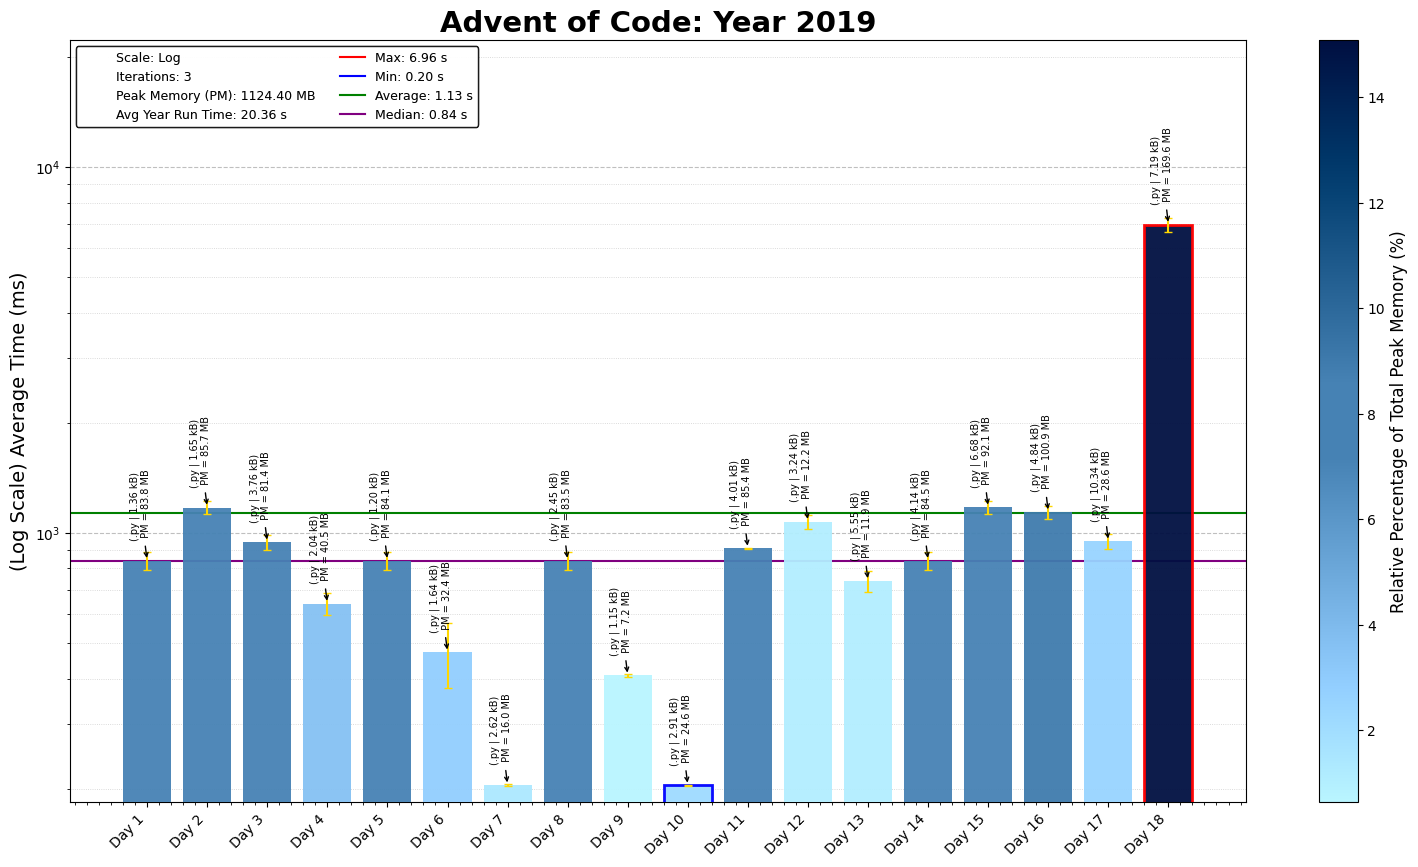 Advent of Code: Year 2019
Scale: Log
Iterations: 3
Peak Memory (PM): 1124.40 MB
Avg Year Run Time: 20.36 s
Max: 6.96 s
Min: 0.20 s
Average: 1.13 s
Median: 0.84 s
(Log Scale) Average Time (ms)
10⁴
10³
(.py | 1.36 kB)
PM = 83.8 MB
(.py | 1.65 kB)
PM = 85.7 MB
(.py | 3.76 kB)
PM = 81.4 MB
(.py | 2.04 kB)
PM = 40.5 MB
(.py | 1.20 kB)
PM = 84.1 MB
(.py | 1.64 kB)
PM = 32.4 MB
(.py | 2.62 kB)
PM = 16.0 MB
(.py | 2.45 kB)
PM = 83.5 MB
(.py | 1.15 kB)
PM = 7.2 MB
(.py | 2.91 kB)
PM = 24.6 MB
(.py | 4.01 kB)
PM = 85.4 MB
(.py | 3.24 kB)
PM = 12.2 MB
(.py | 5.55 kB)
PM = 11.9 MB
(.py | 4.14 kB)
PM = 84.5 MB
(.py | 6.68 kB)
PM = 92.1 MB
(.py | 4.84 kB)
PM = 100.9 MB
(.py | 10.34 kB)
PM = 28.6 MB
(.py | 7.19 kB)
PM = 169.6 MB
Day 1
Day 2
Day 3
Day 4
Day 5
Day 6
Day 7
Day 8
Day 9
Day 10
Day 11
Day 12
Day 13
Day 14
Day 15
Day 16
Day 17
Day 18
14
12
10
8
6
4
2
Relative Percentage of Total Peak Memory (%)